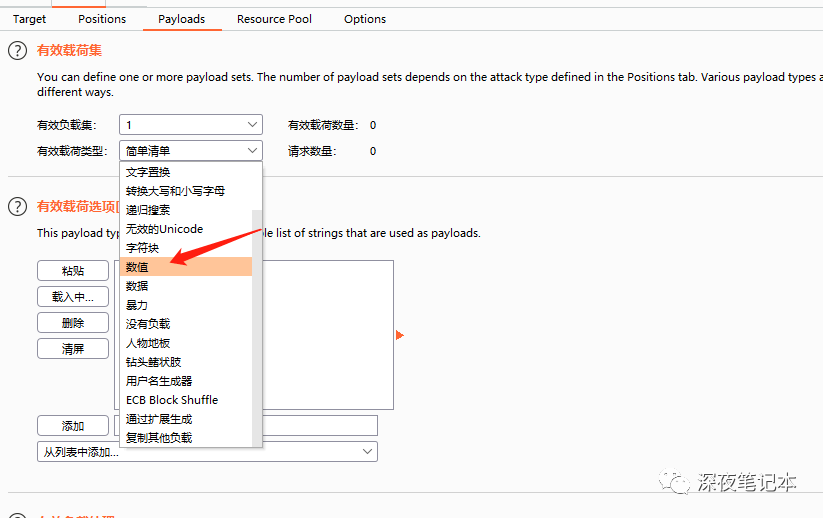 Target Positions Payloads Resource Pool Options
? 有效载荷集
You can define one or more payload sets. The number of payload sets depends on the attack type defined in the Positions tab. Various payload types a
different ways.
有效负载集： 1 有效载荷数量： 0
有效载荷类型： 简单清单 请求数量： 0
文字置换
转换大写和小写字母
递归搜索
? 有效载荷选项[
无效的Unicode
This payload typ ple list of strings that are used as payloads.
字符块
数值
粘贴
数据
载入中...
暴力
删除
没有负载
清屏
人物地板
钻头鳍状肢
用户名生成器
ECB Block Shuffle
添加
通过扩展生成
复制其他负载
从列表中添加...
深夜笔记本